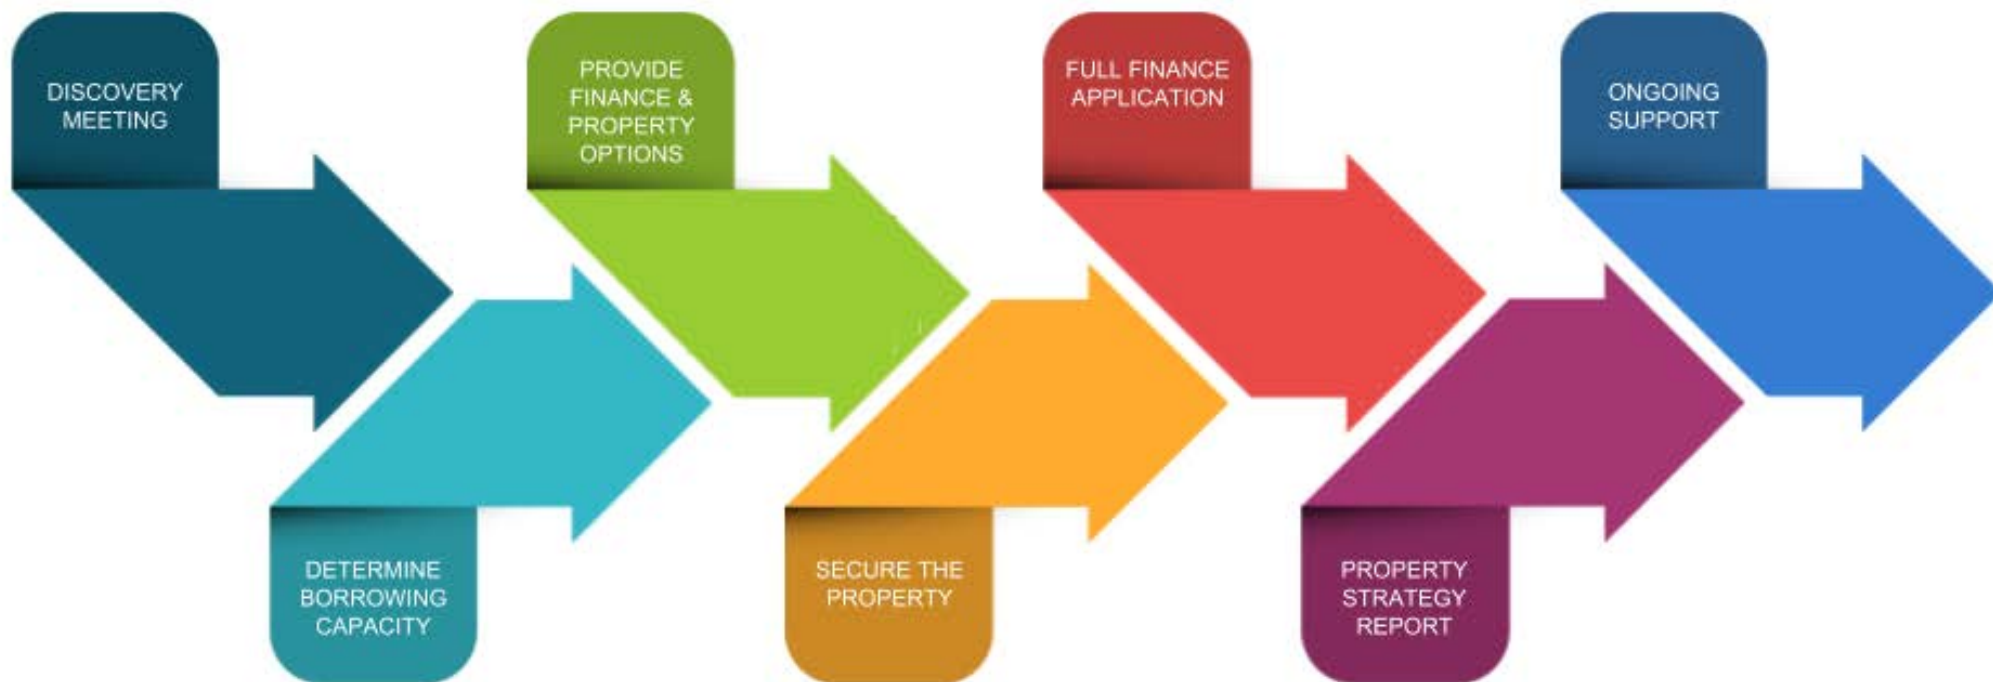 DISCOVERY
MEETING
DETERMINE
BORROWING
CAPACITY
PROVIDE
FINANCE &
PROPERTY
OPTIONS
SECURE THE
PROPERTY
FULL FINANCE
APPLICATION
PROPERTY
STRATEGY
REPORT
ONGOING
SUPPORT